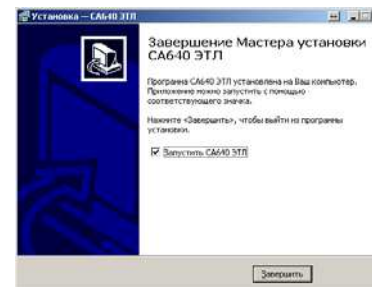 Установка — СА640 ЭТЛ
Завершение Мастера установки
СА640 ЭТЛ
Программа СА640 ЭТЛ установлена на Ваш компьютер.
Приложение можно запустить с помощью
соответствующего значка.
Нажмите «Завершить», чтобы выйти из программы
установки.
Запустить СА640 ЭТЛ
Завершить